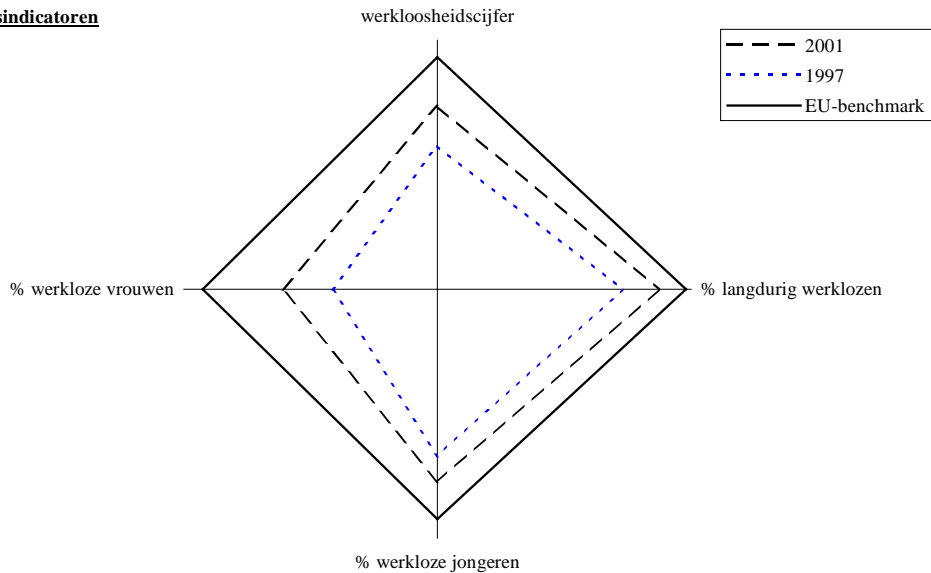 sindicatoren
werkloosheidscijfer
2001
1997
EU-benchmark
% werkloze vrouwen
% langdurig werklozen
% werkloze jongeren